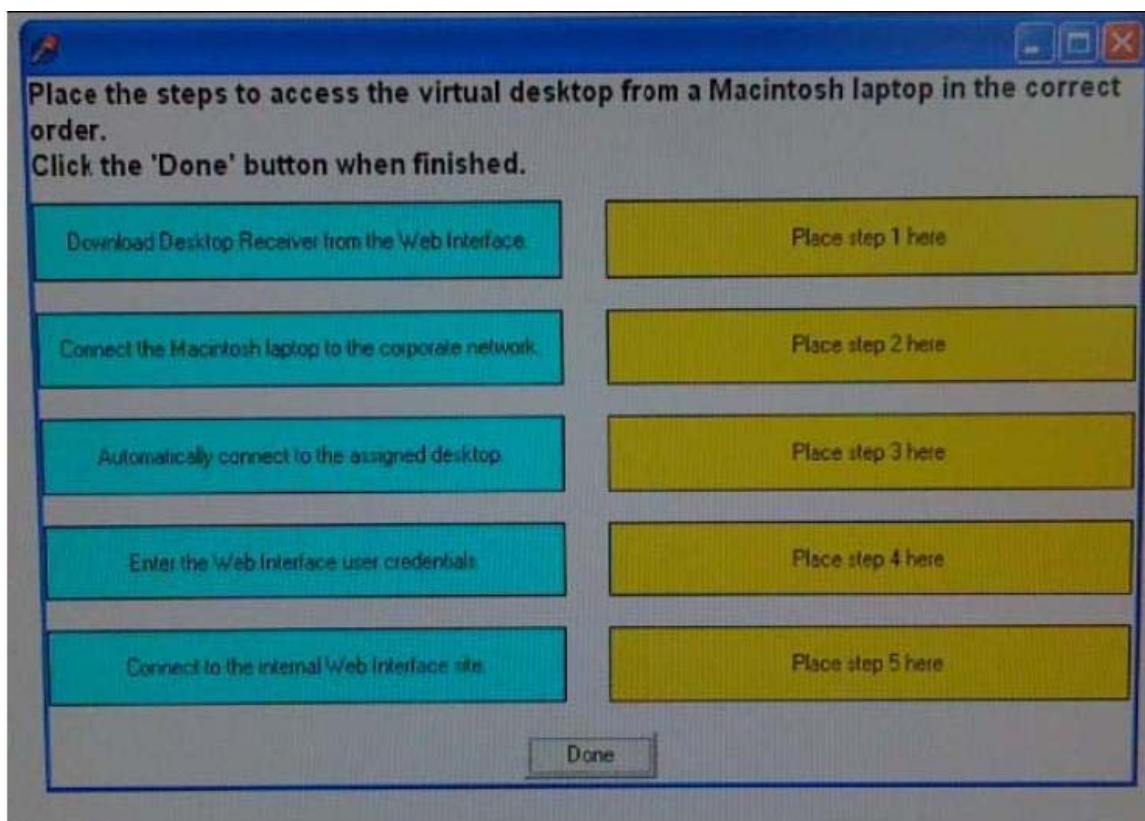 Place the steps to access the virtual desktop from a Macintosh laptop in the correct
order.
Click the 'Done' button when finished.
Download Desktop Receiver from the Web Interface.
Place step 1 here
Connect the Macintosh laptop to the corporate network.
Place step 2 here
Automatically connect to the assigned desktop.
Place step 3 here
Enter the Web Interface user credentials.
Place step 4 here
Connect to the internal Web Interface site.
Place step 5 here
Done